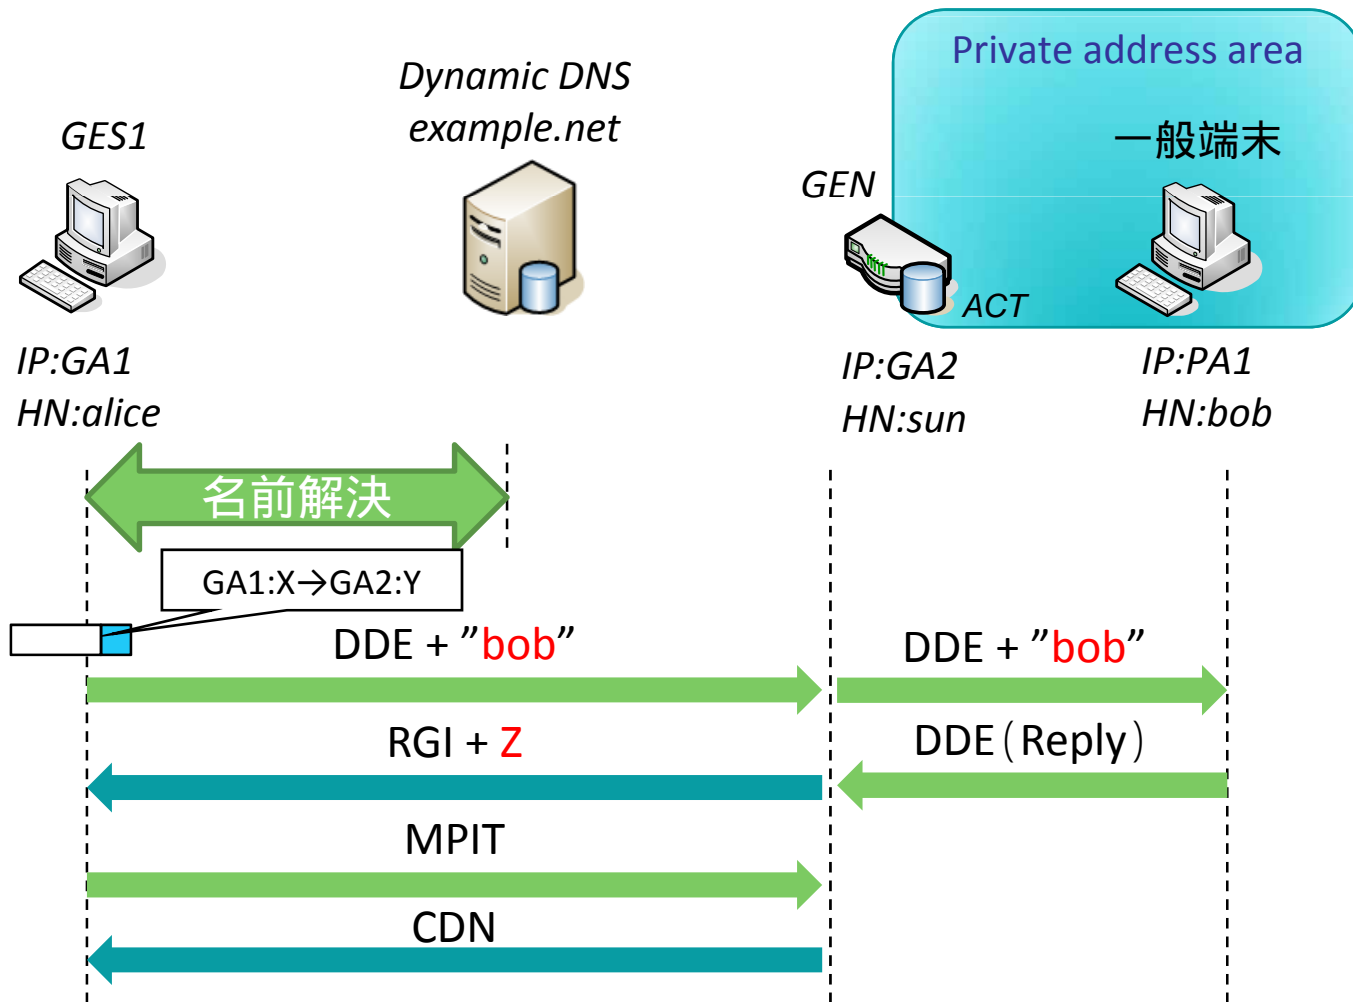 Private address area
Dynamic DNS
example.net
GES1
一般端末
GEN
ACT
IP:GA1
HN:alice
IP:GA2
HN:sun
IP:PA1
HN:bob
名前解決
GA1:X→GA2:Y
DDE + ”bob”
DDE + ”bob”
RGI + Z
DDE（Reply）
MPIT
CDN